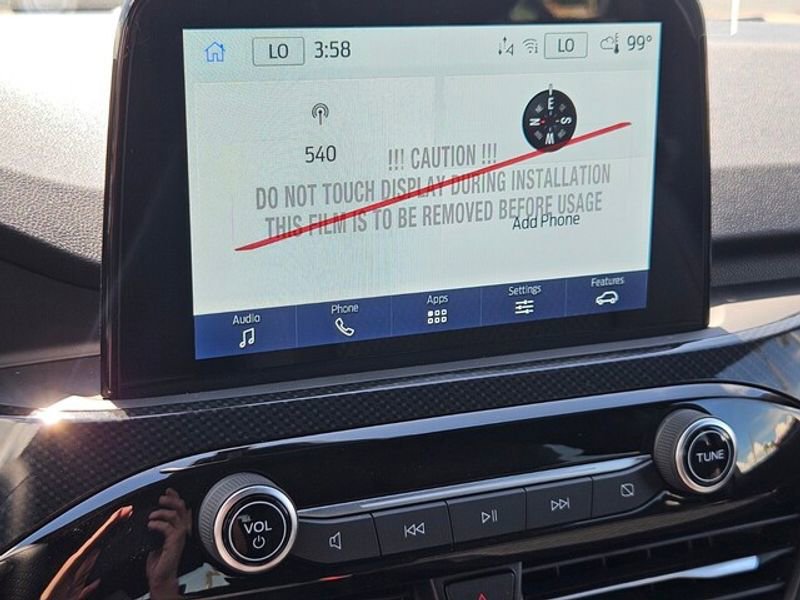 LO 3:58 LO 99°
540
E
N S
W
!!! CAUTION !!!
DO NOT TOUCH DISPLAY DURING INSTALLATION
THIS FILM IS TO BE REMOVED BEFORE USAGE
Add Phone
Audio Phone Apps Settings Features
VOL
TUNE